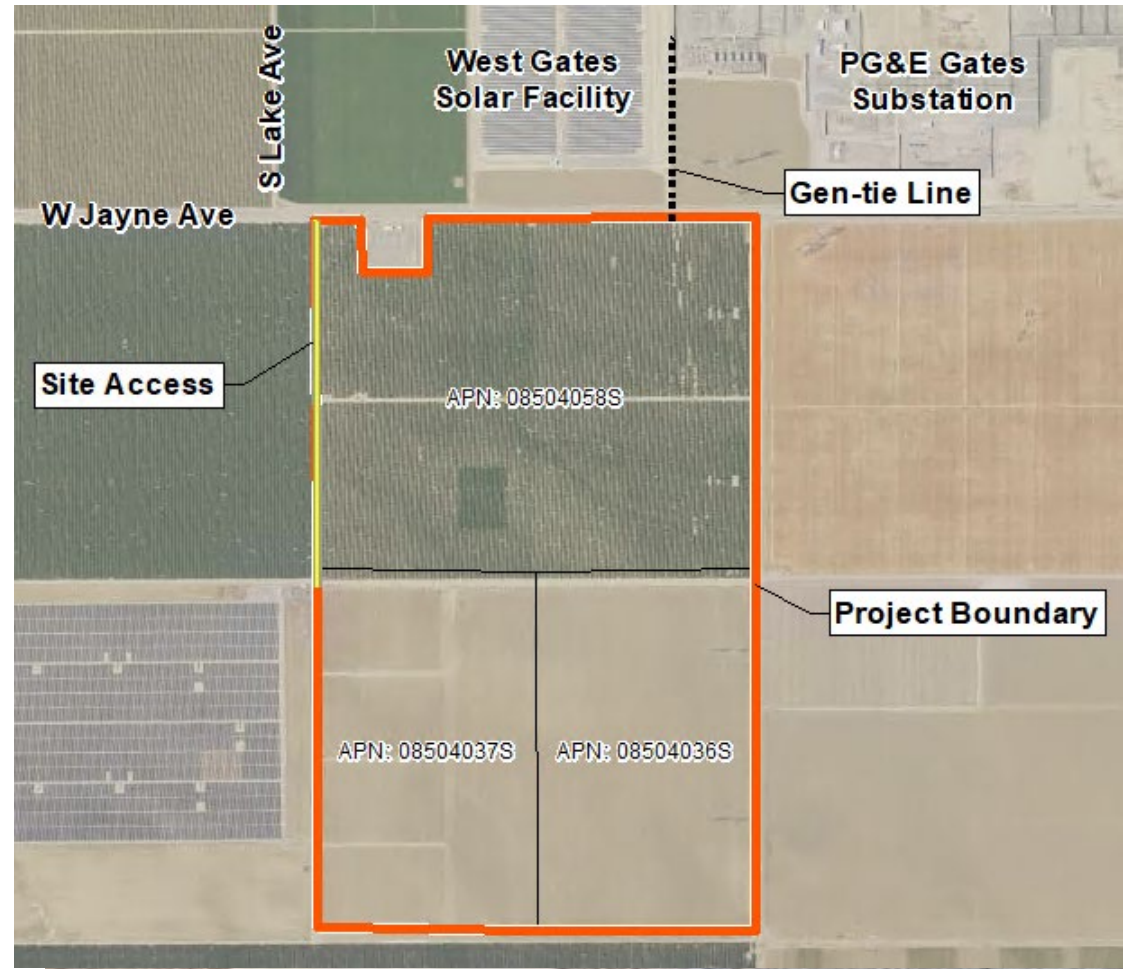 S Lake Ave
West Gates
Solar Facility
PG&E Gates
Substation
Gen-tie Line
W Jayne Ave
Site Access
APN: 08504058S
Project Boundary
APN: 08504037S
APN: 08504036S